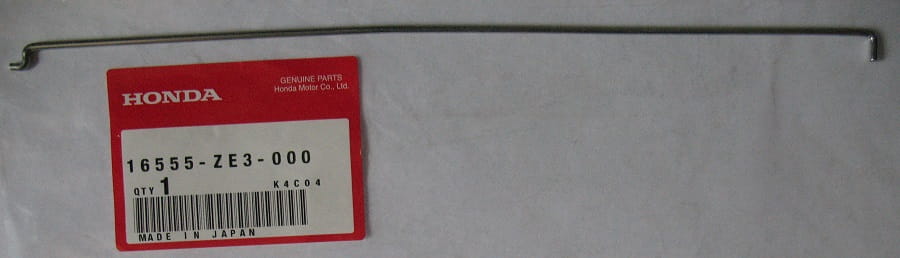 GENUINE PARTS
Honda Motor Co., Ltd.
HONDA
16555-ZE3-000
QTY 1 K4C04
MADE IN JAPAN